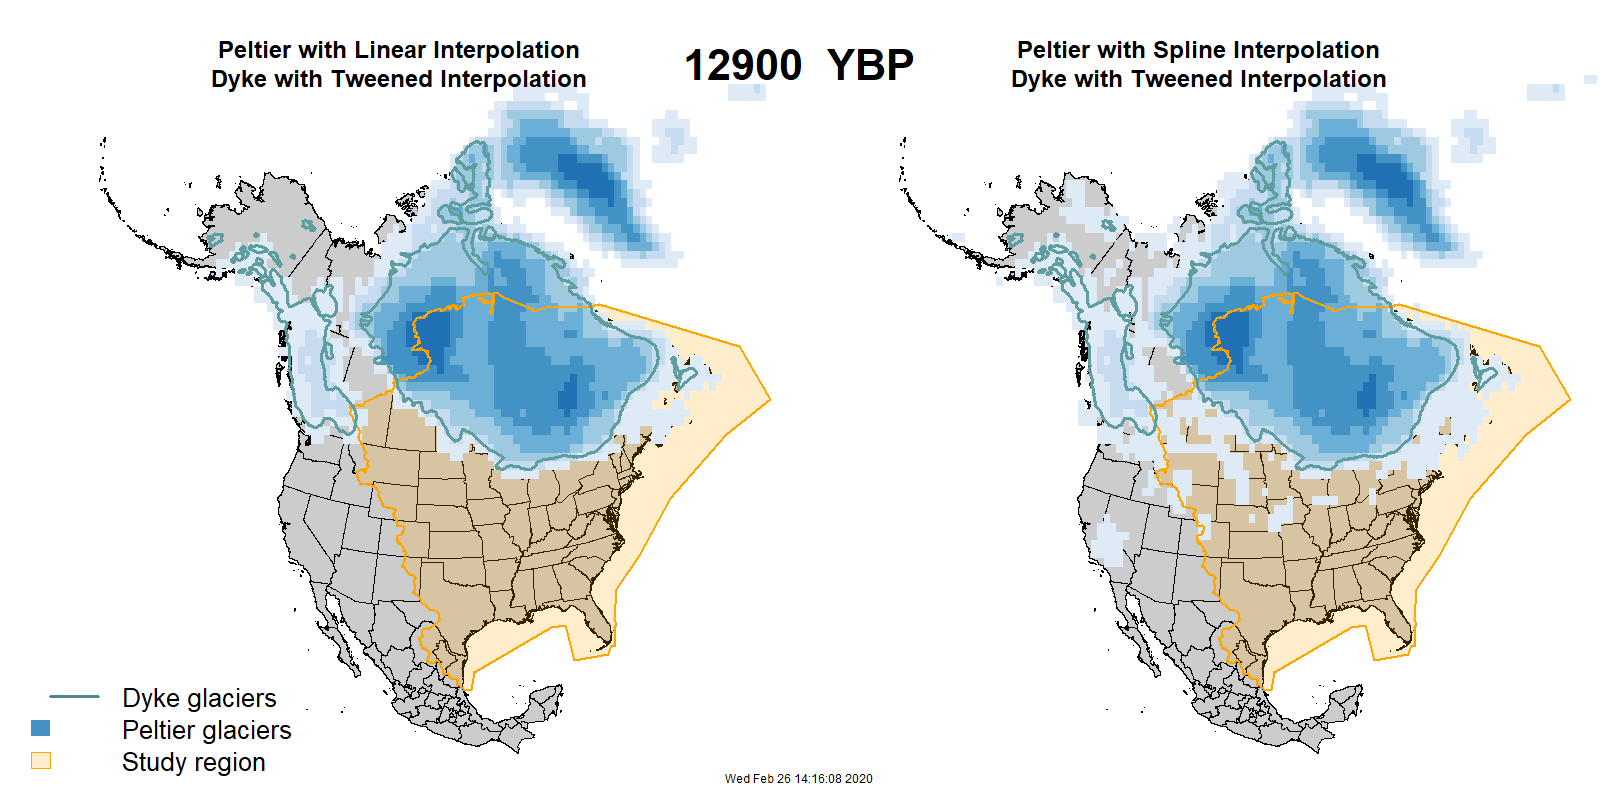 Peltier with Linear Interpolation
Dyke with Tweened Interpolation
12900 YBP
Peltier with Spline Interpolation
Dyke with Tweened Interpolation
Dyke glaciers
Peltier glaciers
Study region
Wed Feb 26 14:16:08 2020